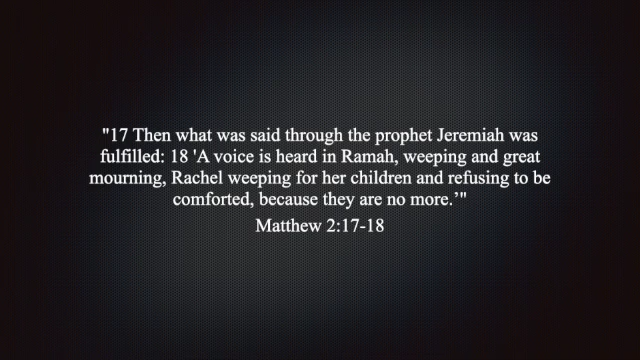 "17 Then what was said through the prophet Jeremiah was
fulfilled: 18 'A voice is heard in Ramah, weeping and great
mourning, Rachel weeping for her children and refusing to be
comforted, because they are no more.’"
Matthew 2:17-18